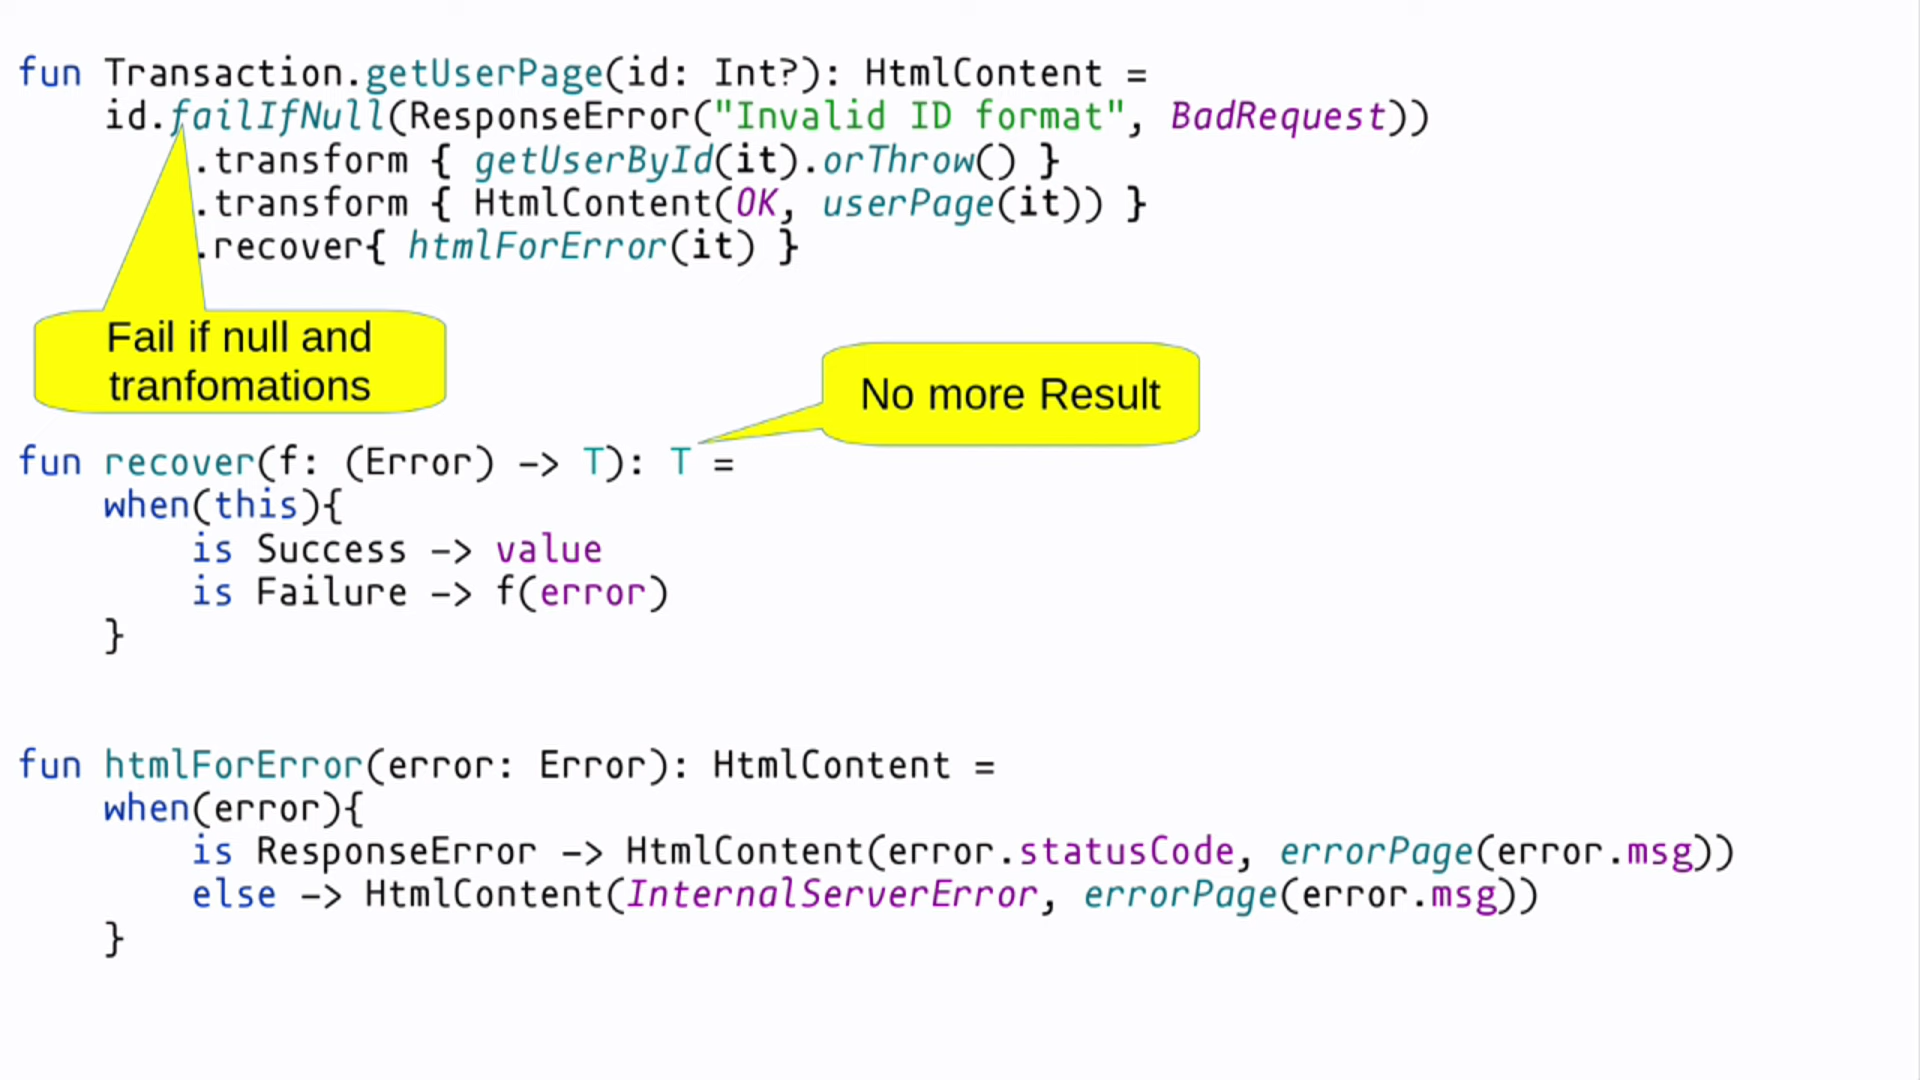 fun Transaction.getUserPage(id: Int?): HtmlContent =
    id.failIfNull(ResponseError("Invalid ID format", BadRequest))
        .transform { getUserById(it).orThrow() }
        .transform { HtmlContent(OK, userPage(it)) }
        .recover{ htmlForError(it) }
Fail if null and
tranfomations
No more Result
fun recover(f: (Error) -> T): T =
    when(this){
        is Success -> value
        is Failure -> f(error)
    }
fun htmlForError(error: Error): HtmlContent =
    when(error){
        is ResponseError -> HtmlContent(error.statusCode, errorPage(error.msg))
        else -> HtmlContent(InternalServerError, errorPage(error.msg))
    }